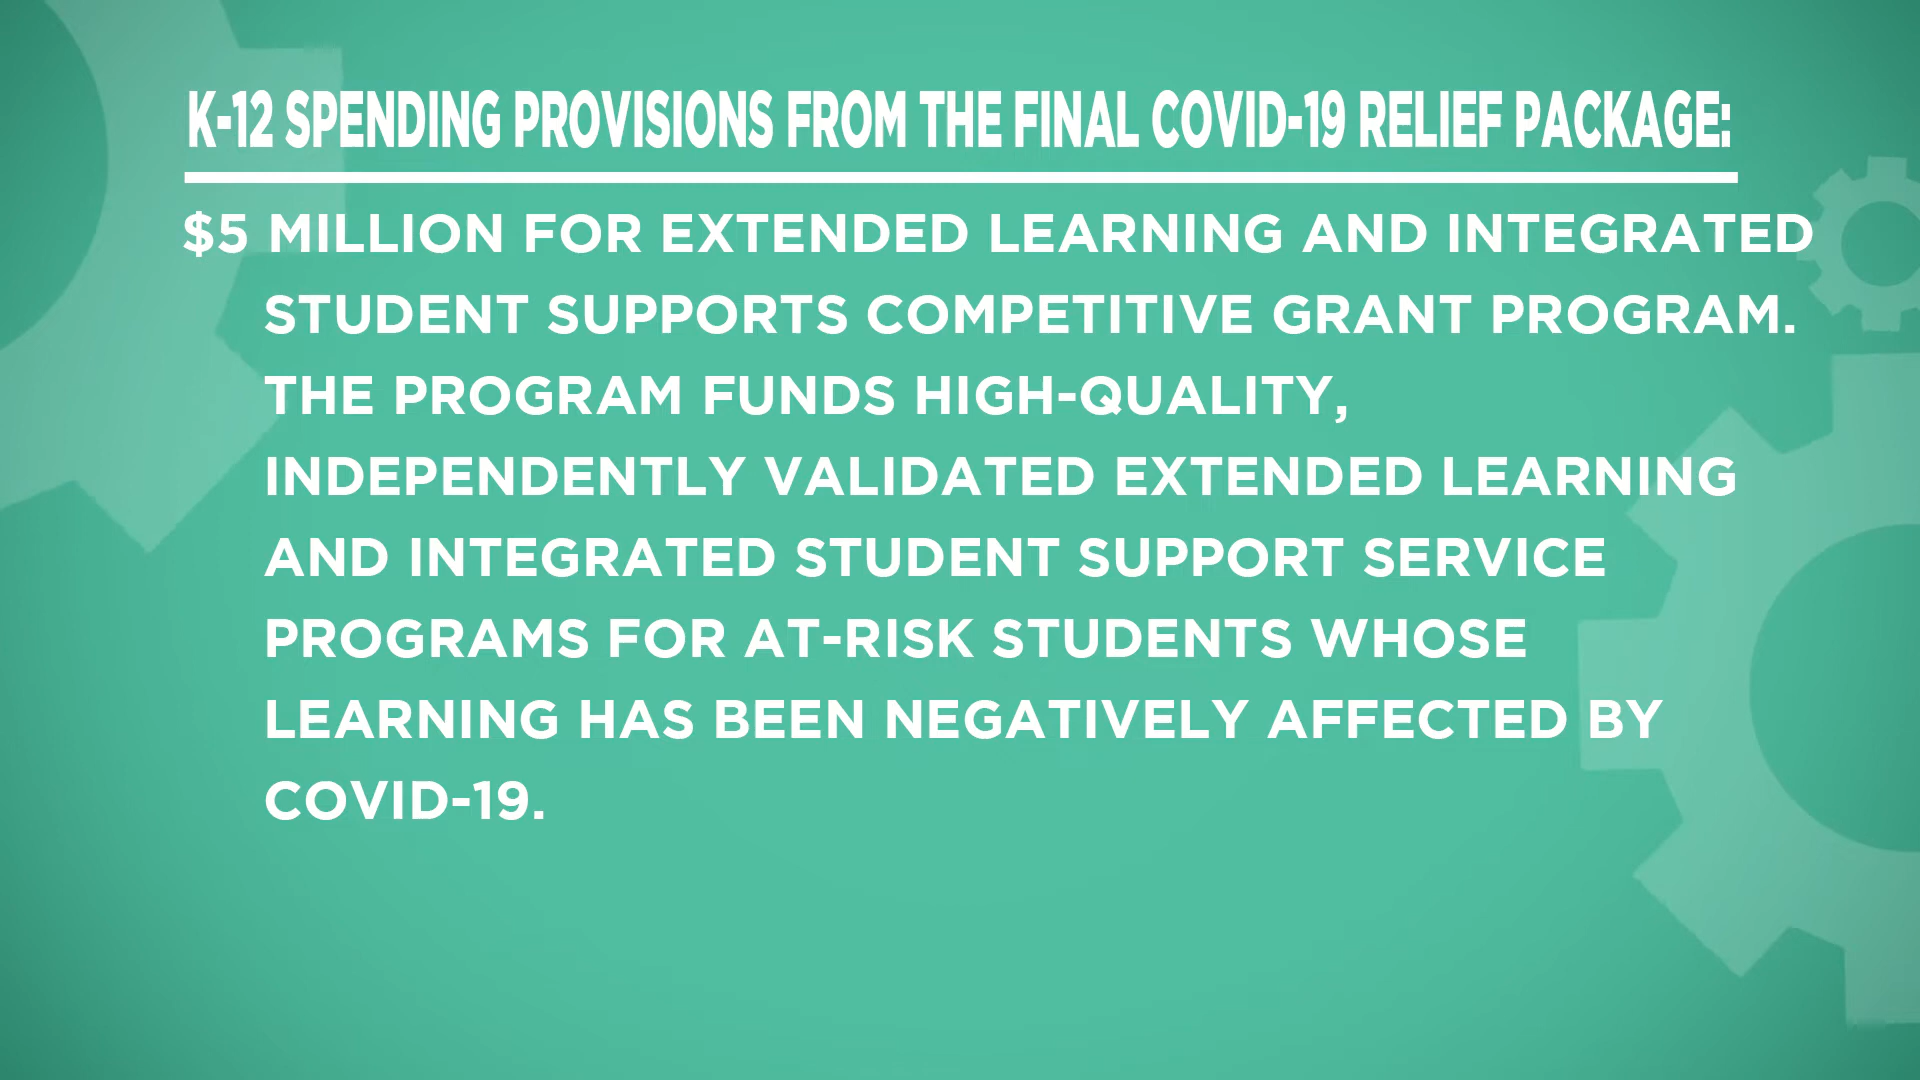 K-12 SPENDING PROVISIONS FROM THE FINAL COVID-19 RELIEF PACKAGE:
$5 MILLION FOR EXTENDED LEARNING AND INTEGRATED
STUDENT SUPPORTS COMPETITIVE GRANT PROGRAM.
THE PROGRAM FUNDS HIGH-QUALITY,
INDEPENDENTLY VALIDATED EXTENDED LEARNING
AND INTEGRATED STUDENT SUPPORT SERVICE
PROGRAMS FOR AT-RISK STUDENTS WHOSE
LEARNING HAS BEEN NEGATIVELY AFFECTED BY
COVID-19.